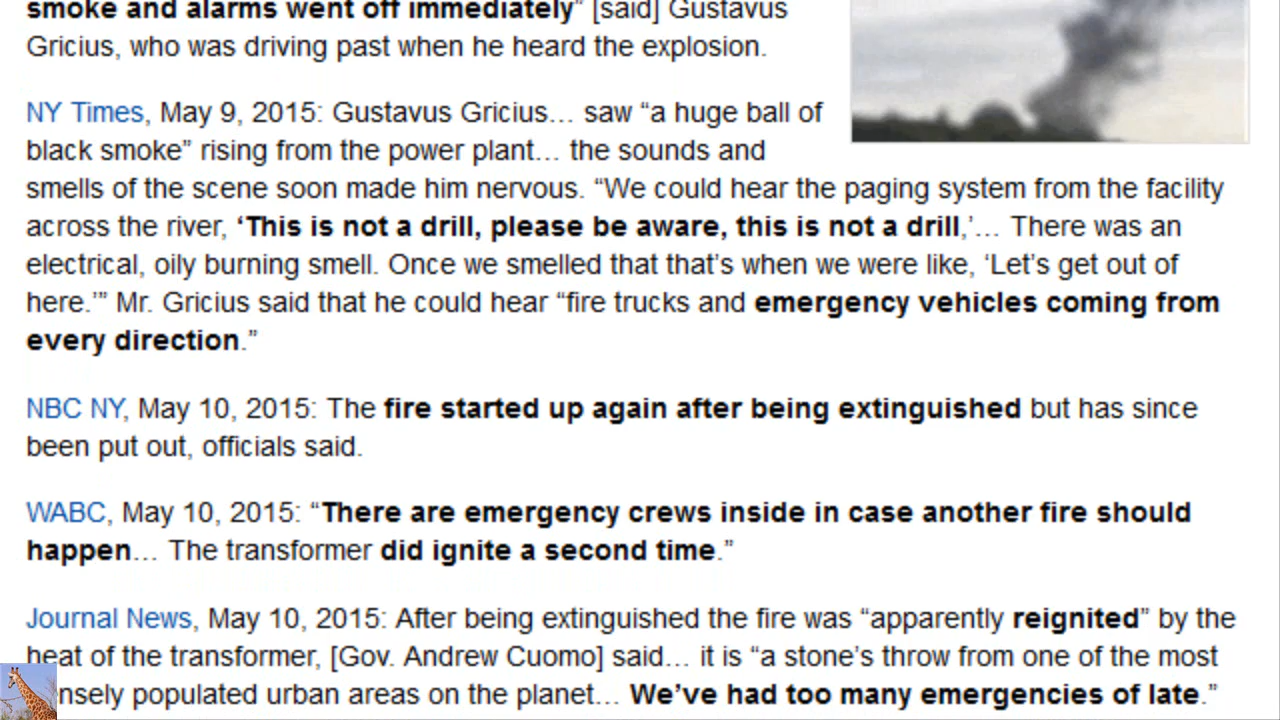 smoke and alarms went off immediately” [said] Gustavus
Gricius, who was driving past when he heard the explosion.
NY Times, May 9, 2015: Gustavus Gricius… saw “a huge ball of
black smoke” rising from the power plant… the sounds and
smells of the scene soon made him nervous. “We could hear the paging system from the facility
across the river, ‘This is not a drill, please be aware, this is not a drill,’… There was an
electrical, oily burning smell. Once we smelled that that’s when we were like, ‘Let’s get out of
here.’” Mr. Gricius said that he could hear “fire trucks and emergency vehicles coming from
every direction.”
NBC NY, May 10, 2015: The fire started up again after being extinguished but has since
been put out, officials said.
WABC, May 10, 2015: “There are emergency crews inside in case another fire should
happen… The transformer did ignite a second time.”
Journal News, May 10, 2015: After being extinguished the fire was “apparently reignited” by the
heat of the transformer, [Gov. Andrew Cuomo] said… it is “a stone’s throw from one of the most
nsely populated urban areas on the planet… We’ve had too many emergencies of late.”